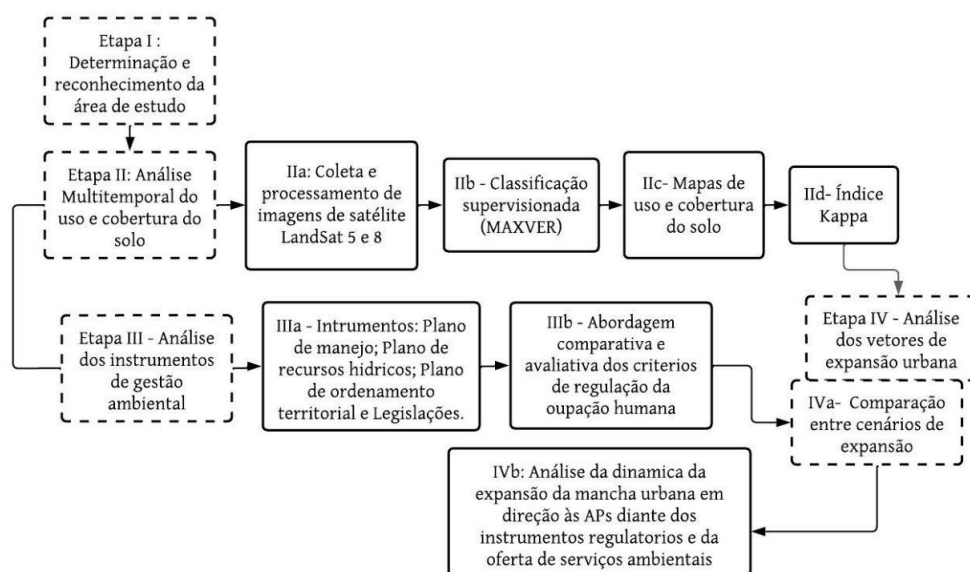 Etapa I :
Determinação e
reconhecimento da
área de estudo
Etapa II: Análise
Multitemporal do
uso e cobertura do
solo
IIa: Coleta e
processamento de
imagens de satélite
LandSat 5 e 8
IIb - Classificação
supervisionada
(MAXVER)
IIc- Mapas de
uso e cobertura
do solo
IId- Índice
Kappa
Etapa III - Análise
dos instrumentos
de gestão
ambiental
IIIa - Intrumentos: Plano
de manejo; Plano de
recursos hidricos; Plano
de ordenamento
territorial e Legislações.
IIIb - Abordagem
comparativa e
avaliativa dos criterios
de regulação da
oupação humana
Etapa IV - Análise
dos vetores de
expansão urbana
IVa- Comparação
entre cenários de
expansão
IVb: Análise da dinamica da
expansão da mancha urbana em
direção às APs diante dos
instrumentos regulatorios e da
oferta de serviços ambientais